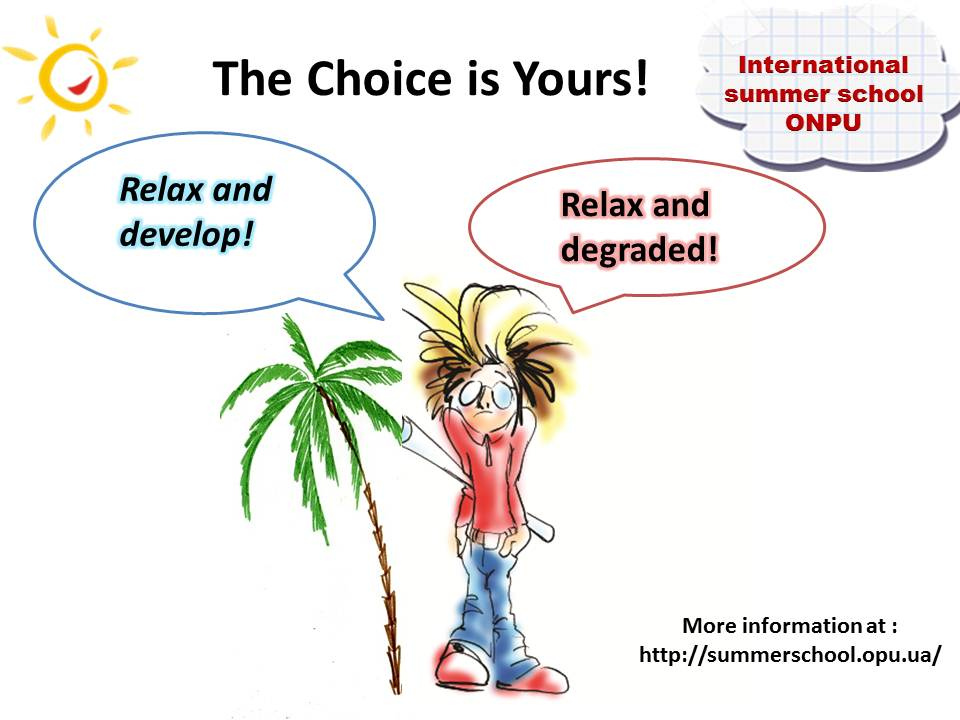 The Choice is Yours!
International
summer school
ONPU
Relax and
develop!
Relax and
degraded!
More information at :
http://summerschool.opu.ua/